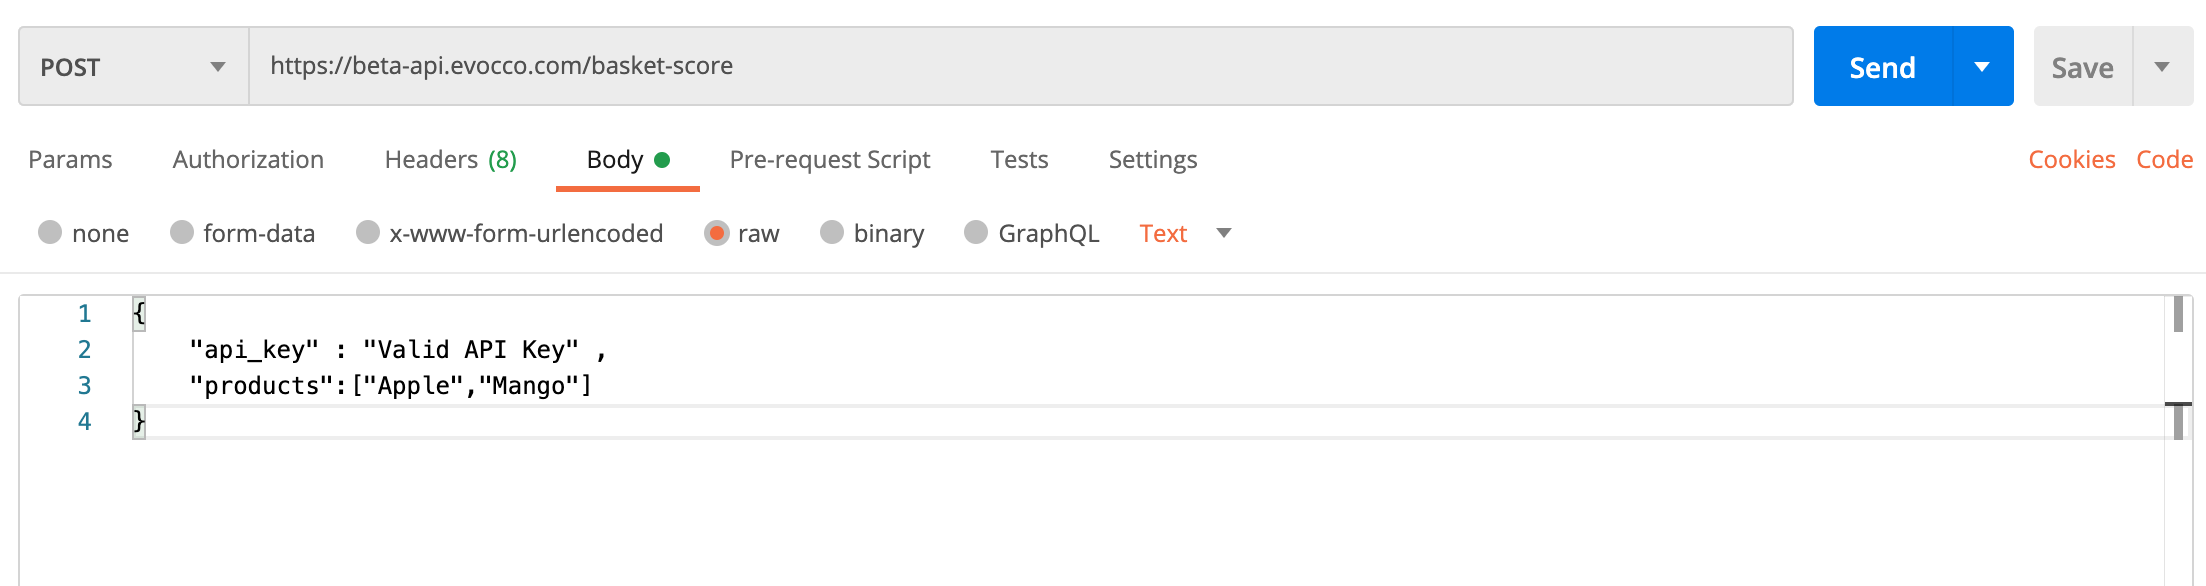 POST https://beta-api.evocco.com/basket-score Send Save
Params Authorization Headers (8) Body Pre-request Script Tests Settings Cookies Code
none form-data x-www-form-urlencoded raw binary GraphQL Text
1 {
2 "api_key" : "Valid API Key" ,
3 "products":["Apple","Mango"]
4 }